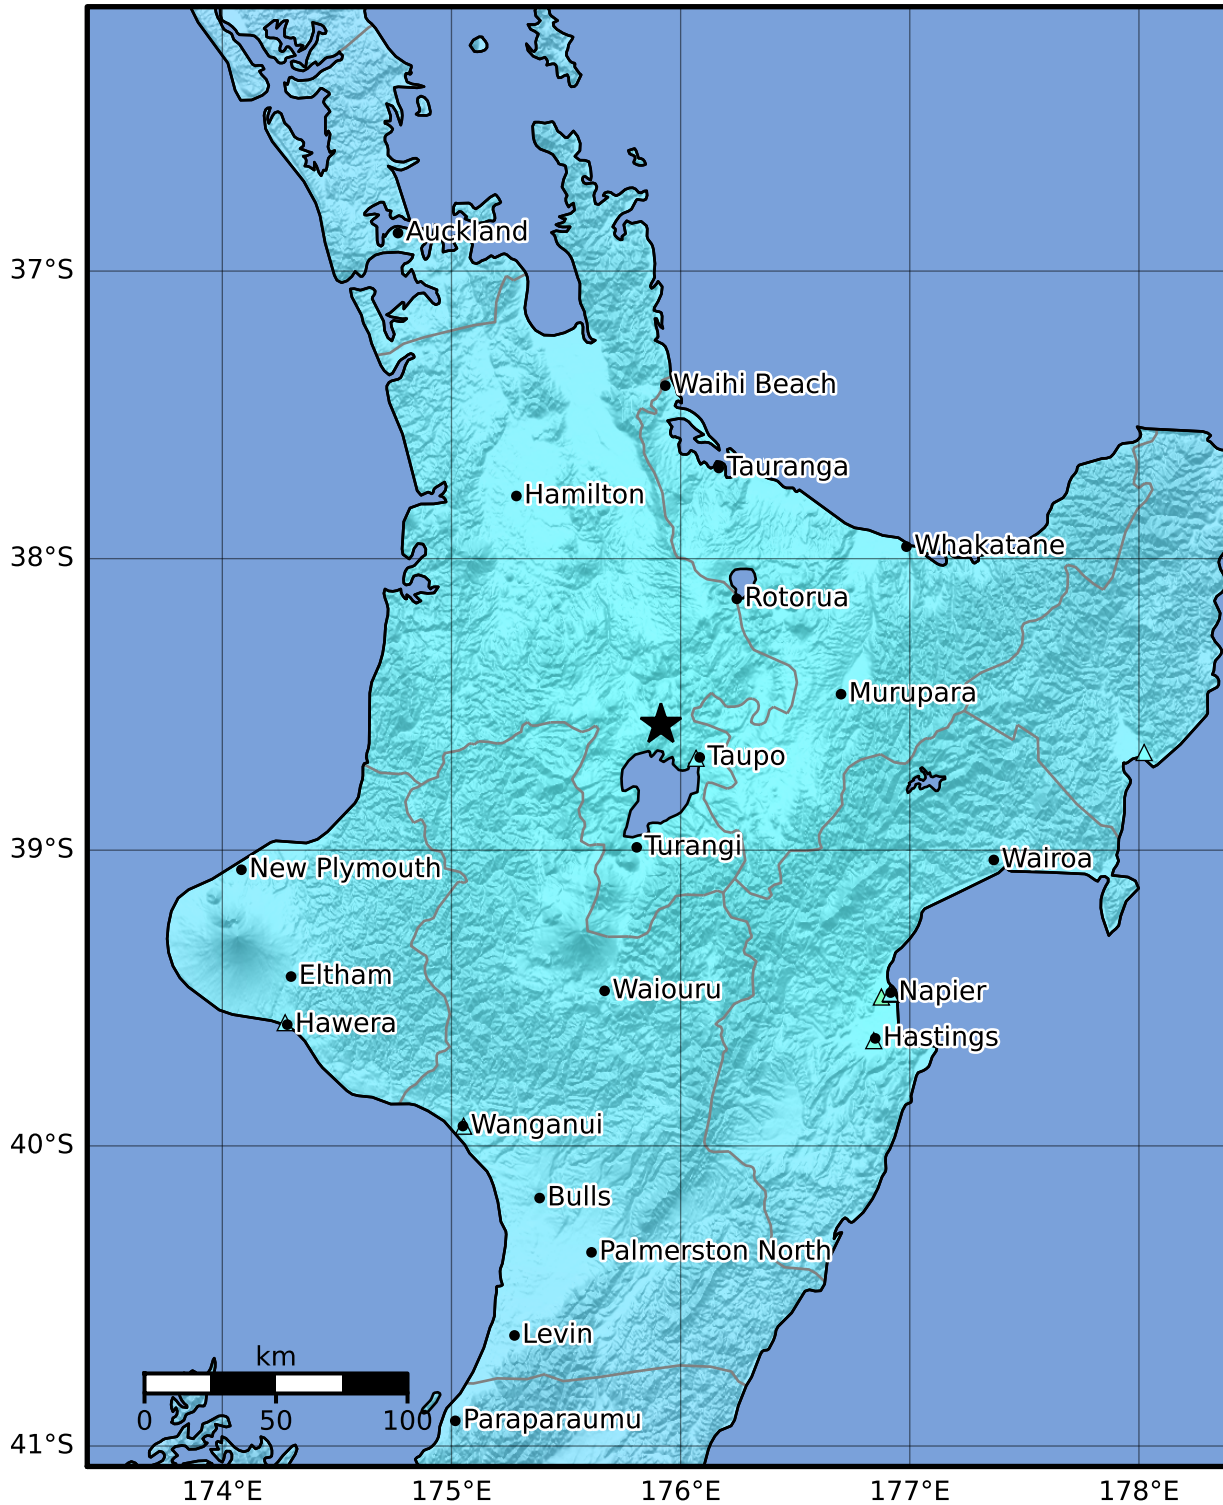 Auckland
37°S
Waihi Beach
Tauranga
Hamilton
Whakatane
38°S
Rotorua
Murupara
Taupo
Turangi
39°S
Wairoa
New Plymouth
Eltham
Waiouru
Napier
Hawera
Hastings
Wanganui
40°S
Bulls
Palmerston North
Levin
km
0 50 100
Paraparaumu
41°S
174°E 175°E 176°E 177°E 178°E